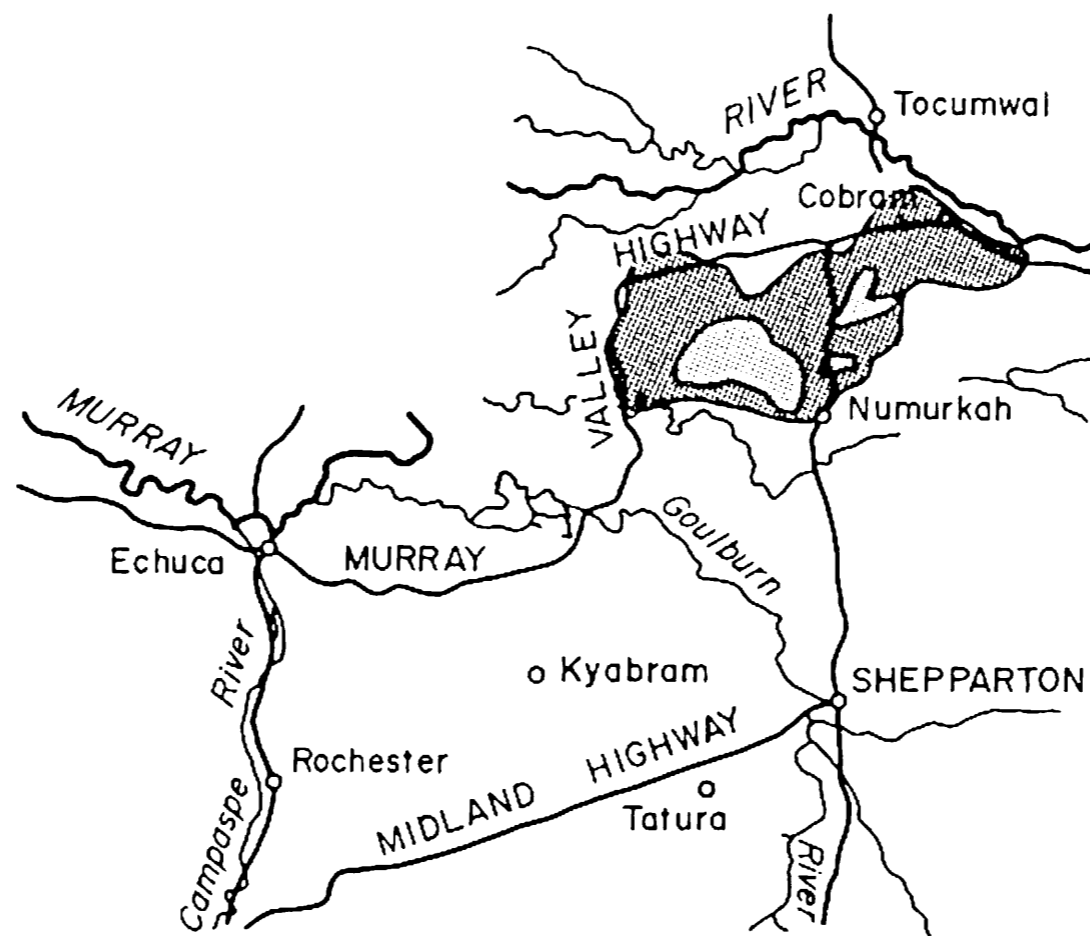 RIVER
Tocumwal
Cobram
HIGHWAY
VALLEY
MURRAY
Numurkah
Echuca
MURRAY
Goulburn
River
Kyabram
SHEPPARTON
HIGHWAY
Rochester
MIDLAND
Tatura
Campaspe
River